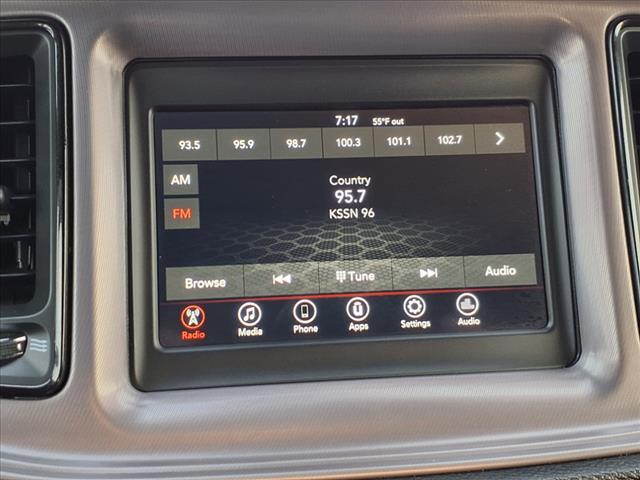 7:17 55°F out
93.5 95.9 98.7 100.3 101.1 102.7
AM
Country
95.7
FM
KSSN 96
Browse Tune Audio
Radio Media Phone Apps Settings Audio